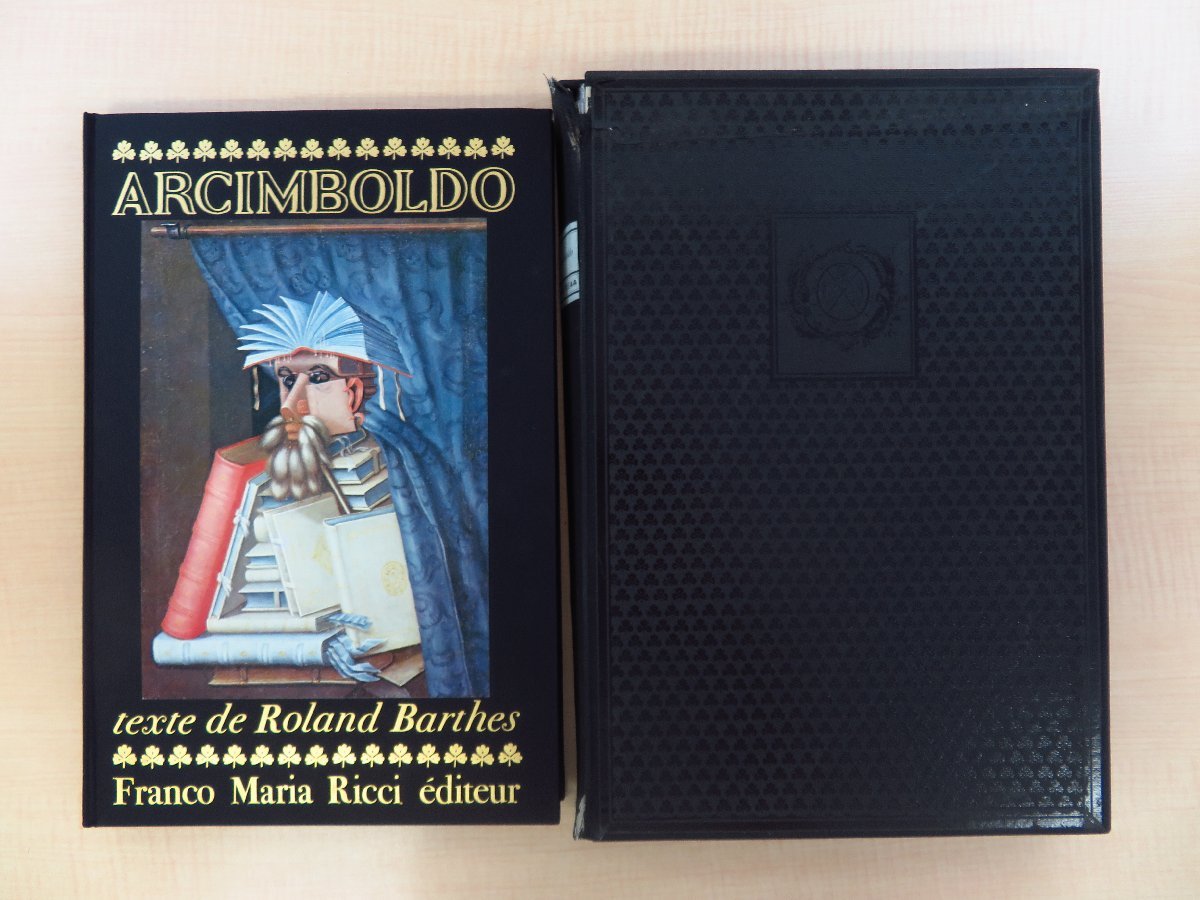 ARCIMBOLDO
texte de Roland Barthes
Franco Maria Ricci éditeur